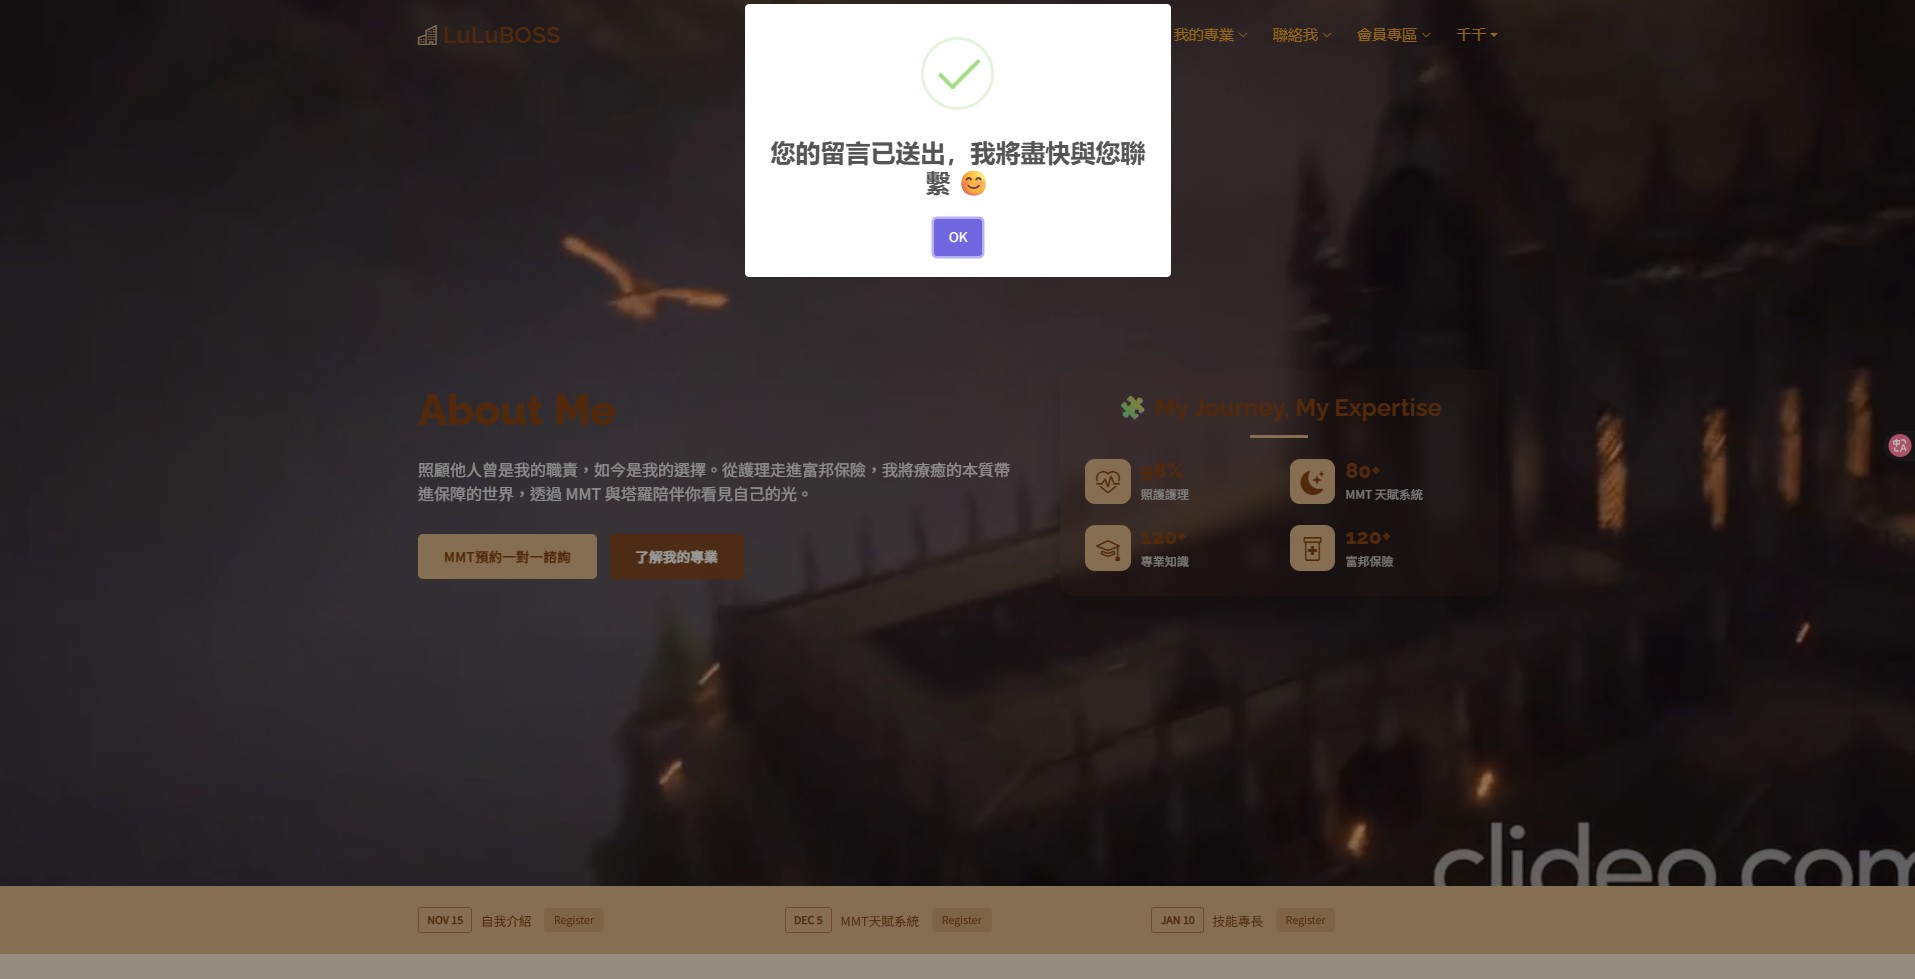 LuLuBOSS
我的專業
聯絡我
會員專區
千千
您的留言已送出，我將盡快與您聯
繫 😊
OK
About Me
照顧他人曾是我的職責，如今是我的選擇。從護理走進富邦保險，我將療癒的本質帶
進保障的世界，透過 MMT 與塔羅陪伴你看見自己的光。
MMT預約一對一諮詢
了解我的專業
🧩 My Journey, My Expertise
98%
照護護理
80+
MMT 天賦系統
120+
專業知識
120+
富邦保險
clideo.com
NOV 15
自我介紹
Register
DEC 5
MMT天賦系統
Register
JAN 10
技能專長
Register